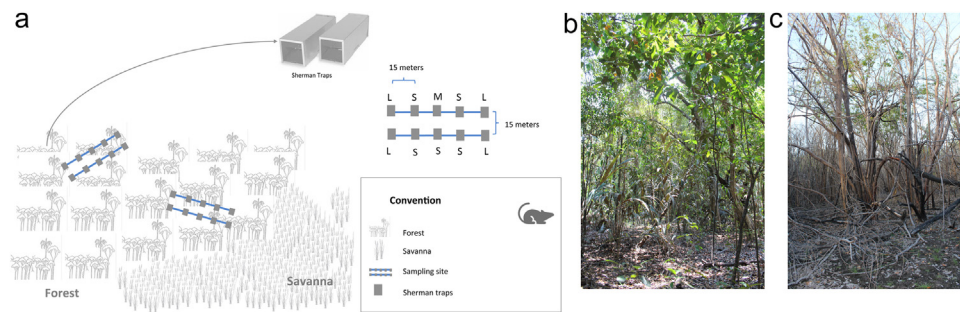 a
b
c
Sherman Traps
15 meters
L S M S L
15 meters
L S S S L
Convention
Forest
Savanna
Sampling site
Sherman traps
Forest
Savanna